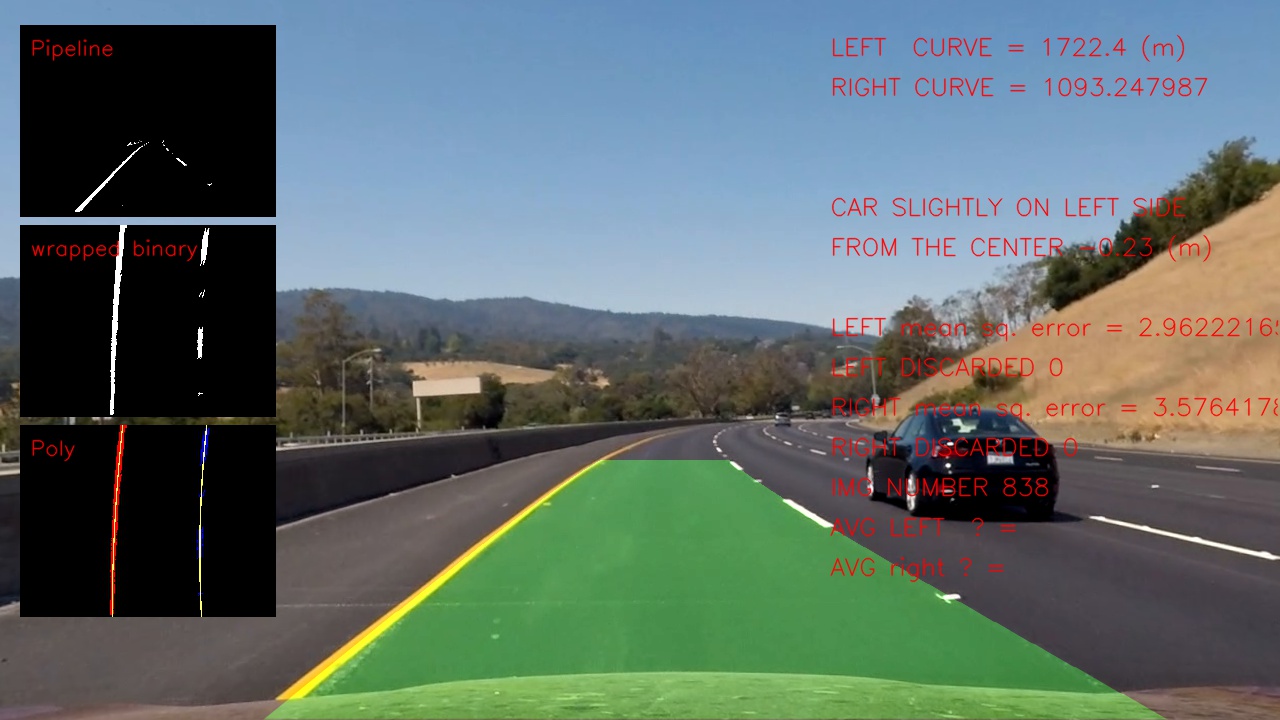 Pipeline
wrapped binary
Poly
LEFT  CURVE = 1722.4 (m)
RIGHT CURVE = 1093.247987
CAR SLIGHTLY ON LEFT SIDE
FROM THE CENTER -0.23 (m)
LEFT mean sq. error = 2.9622216
LEFT DISCARDED 0
RIGHT mean sq. error = 3.5764178
RIGHT DISCARDED 0
IMG NUMBER 838
AVG LEFT  ? =
AVG right ? =